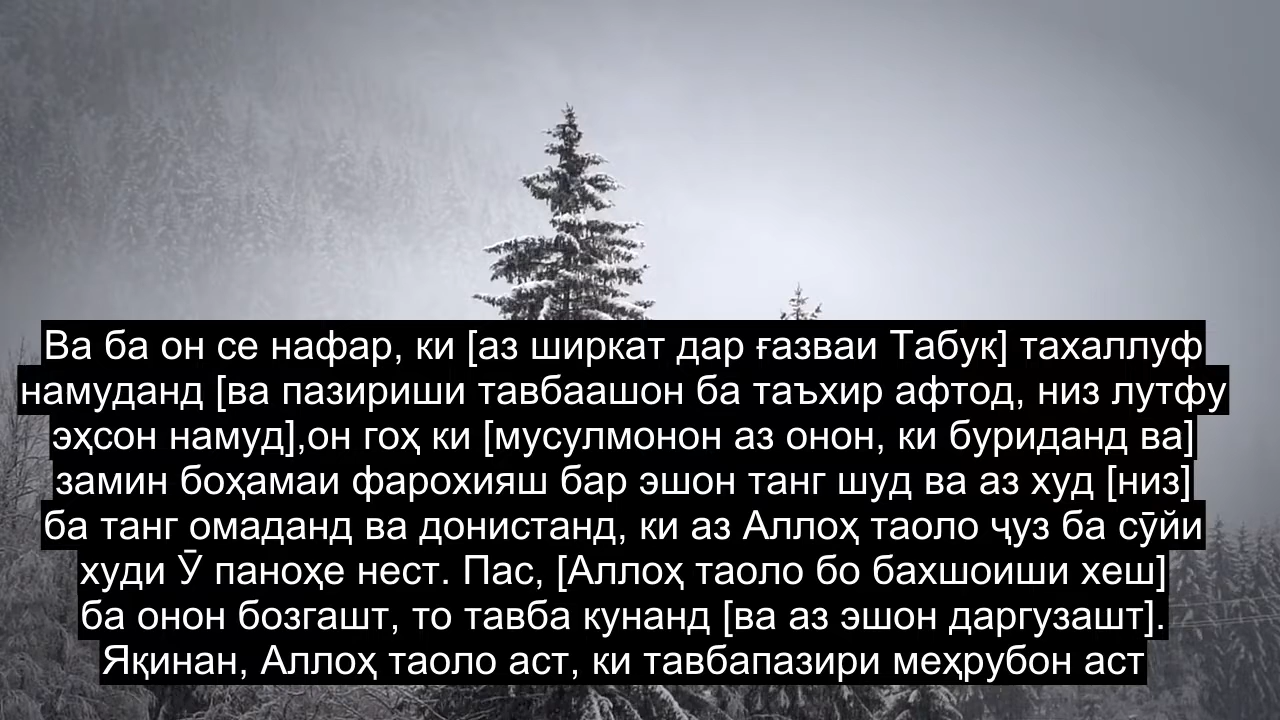 Ва ба он се нафар, ки [аз ширкат дар ғазваи Табук] тахаллуф
намуданд [ва пазириши тавбаашон ба таъхир афтод, низ лутфу
эҳсон намуд],он гоҳ ки [мусулмонон аз онон, ки буриданд ва]
замин боҳамаи фарохияш бар эшон танг шуд ва аз худ [низ]
ба танг омаданд ва донистанд, ки аз Аллоҳ таоло ҷуз ба сӯйи
худи Ӯ паноҳе нест. Пас, [Аллоҳ таоло бо бахшоиши хеш]
ба онон бозгашт, то тавба кунанд [ва аз эшон даргузашт].
Яқинан, Аллоҳ таоло аст, ки тавбапазири меҳрубон аст